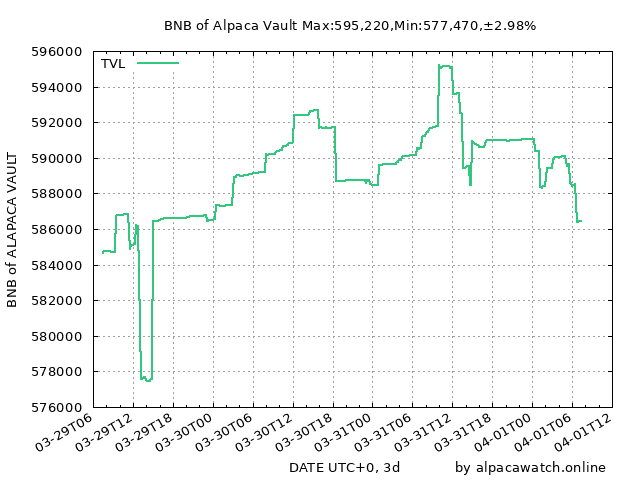 BNB of Alpaca Vault Max:595,220,Min:577,470,±2.98%
TVL
596000
594000
592000
590000
588000
586000
584000
582000
580000
578000
576000
BNB of ALAPACA VAULT
03-29T06
03-29T12
03-29T18
03-30T00
03-30T06
03-30T12
03-30T18
03-31T00
03-31T06
03-31T12
03-31T18
04-01T00
04-01T06
04-01T12
DATE UTC+0, 3d
by alpacawatch.online